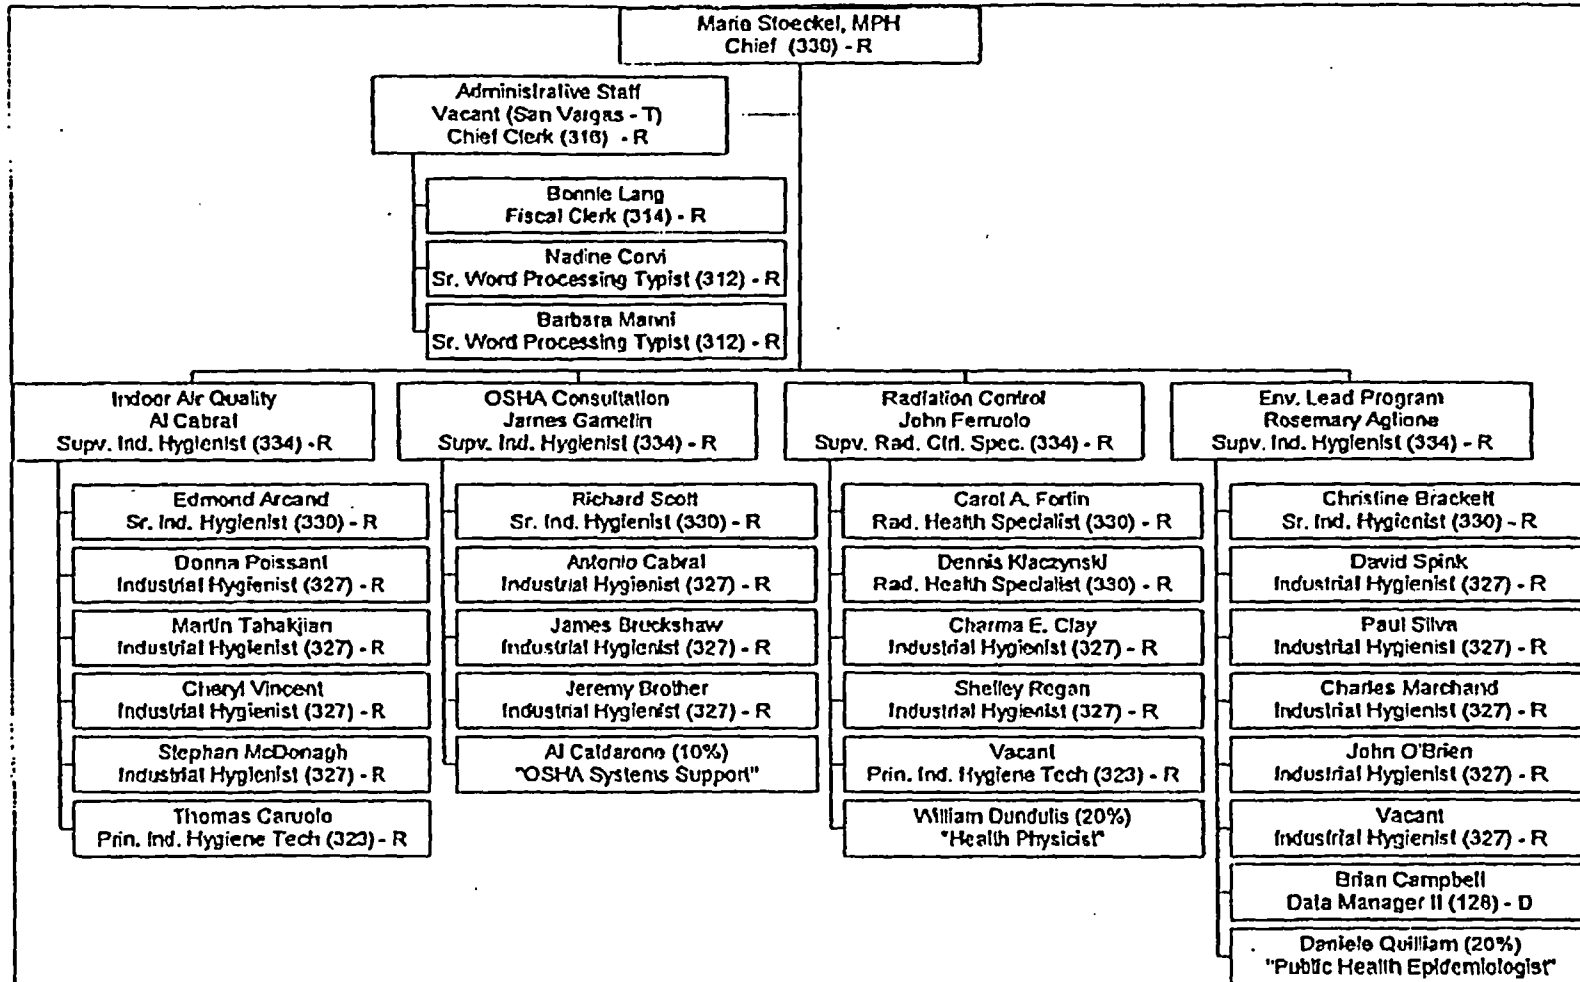 Marie Stoeckel, MPH
Chief (330) - R
Administrative Staff
Vacant (San Vargas - T)
Chief Clerk (316) - R
Bonnie Lang
Fiscal Clerk (314) - R
Nadine Corvi
Sr. Word Processing Typist (312) - R
Barbara Manni
Sr. Word Processing Typist (312) - R
Indoor Air Quality
Al Cabral
Supv. Ind. Hygienist (334) - R
Edmond Arcand
Sr. Ind. Hygienist (330) - R
Donna Poissant
Industrial Hygienist (327) - R
Martin Tahakjian
Industrial Hygienist (327) - R
Cheryl Vincent
Industrial Hygienist (327) - R
Stephan McDonagh
Industrial Hygienist (327) - R
Thomas Caruolo
Prin. Ind. Hygiene Tech (323) - R
OSHA Consultation
James Gamelin
Supv. Ind. Hygienist (334) - R
Richard Scott
Sr. Ind. Hygienist (330) - R
Antonio Cabral
Industrial Hygienist (327) - R
James Bruckshaw
Industrial Hygienist (327) - R
Jeremy Brother
Industrial Hygienist (327) - R
Al Caldarone (10%)
"OSHA Systems Support"
Radiation Control
John Ferruolo
Supv. Rad. Ctrl. Spec. (334) - R
Carol A. Fortin
Rad. Health Specialist (330) - R
Dennis Klaczynski
Rad. Health Specialist (330) - R
Charma E. Clay
Industrial Hygienist (327) - R
Shelley Regan
Industrial Hygienist (327) - R
Vacant
Prin. Ind. Hygiene Tech (323) - R
William Dundulis (20%)
"Health Physicist"
Env. Lead Program
Rosemary Aglione
Supv. Ind. Hygienist (334) - R
Christine Brackett
Sr. Ind. Hygienist (330) - R
David Spink
Industrial Hygienist (327) - R
Paul Silva
Industrial Hygienist (327) - R
Charles Marchand
Industrial Hygienist (327) - R
John O'Brien
Industrial Hygienist (327) - R
Vacant
Industrial Hygienist (327) - R
Brian Campbell
Data Manager II (128) - D
Daniele Quilliam (20%)
"Public Health Epidemiologist"